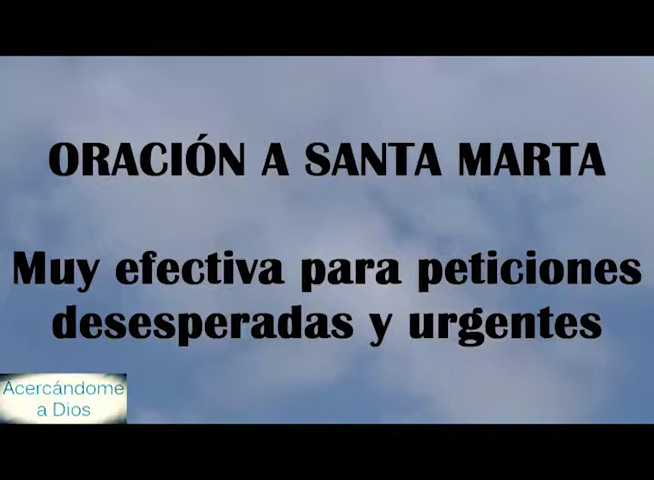 ORACIÓN A SANTA MARTA
Muy efectiva para peticiones
desesperadas y urgentes
Acercándome
a Dios